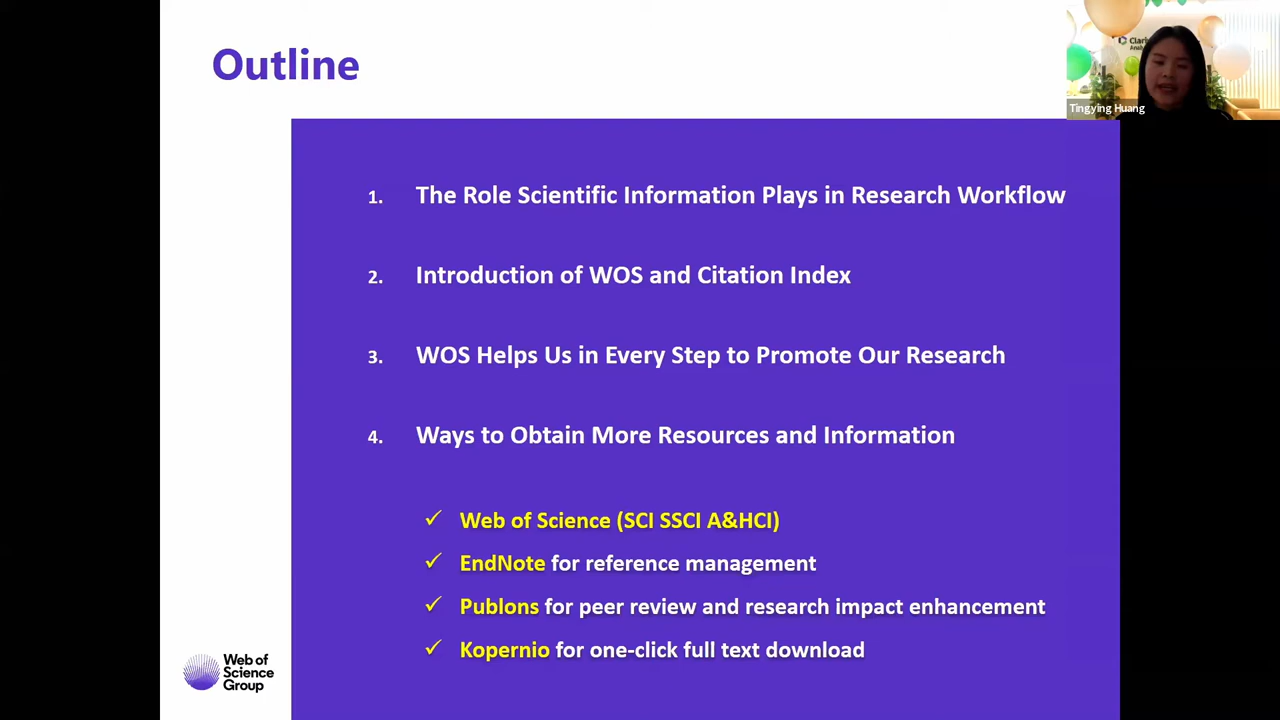 Outline
Tingying Huang
1. The Role Scientific Information Plays in Research Workflow
2. Introduction of WOS and Citation Index
3. WOS Helps Us in Every Step to Promote Our Research
4. Ways to Obtain More Resources and Information
✓ Web of Science (SCI SSCI A&HCI)
✓ EndNote for reference management
✓ Publons for peer review and research impact enhancement
✓ Kopernio for one-click full text download
Web of
Science
Group